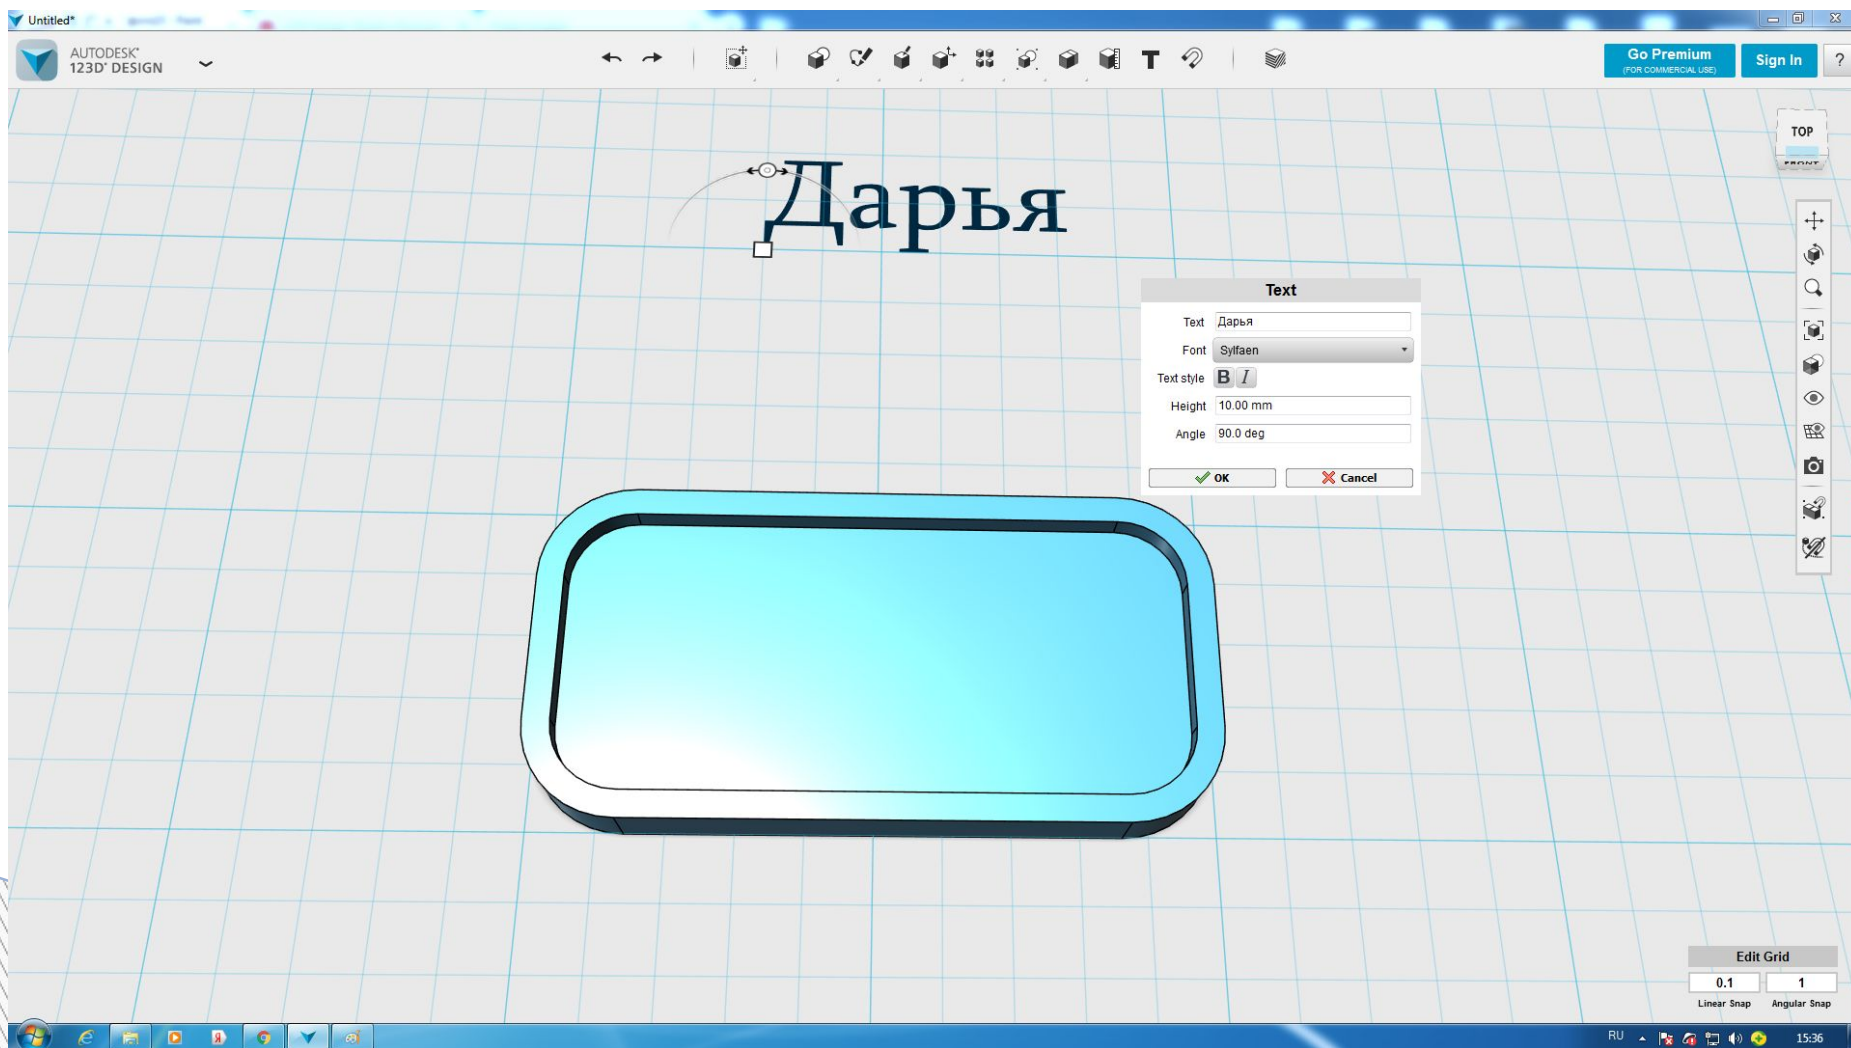 Untitled*
AUTODESK®
123D® DESIGN
Go Premium
(FOR COMMERCIAL USE)
Sign In
?
TOP
FRONT
Дарья
Text
Text Дарья
Font Sylfaen
Text style B I
Height 10.00 mm
Angle 90.0 deg
OK Cancel
Edit Grid
0.1 1
Linear Snap Angular Snap
RU 15:36